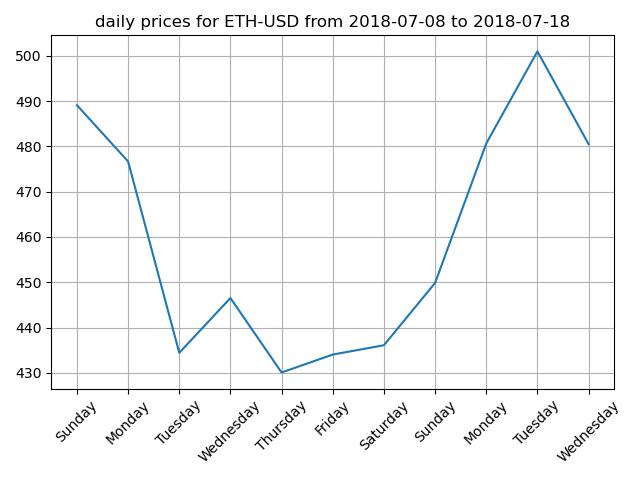 daily prices for ETH-USD from 2018-07-08 to 2018-07-18
500
490
480
470
460
450
440
430
Sunday
Monday
Tuesday
Wednesday
Thursday
Friday
Saturday
Sunday
Monday
Tuesday
Wednesday